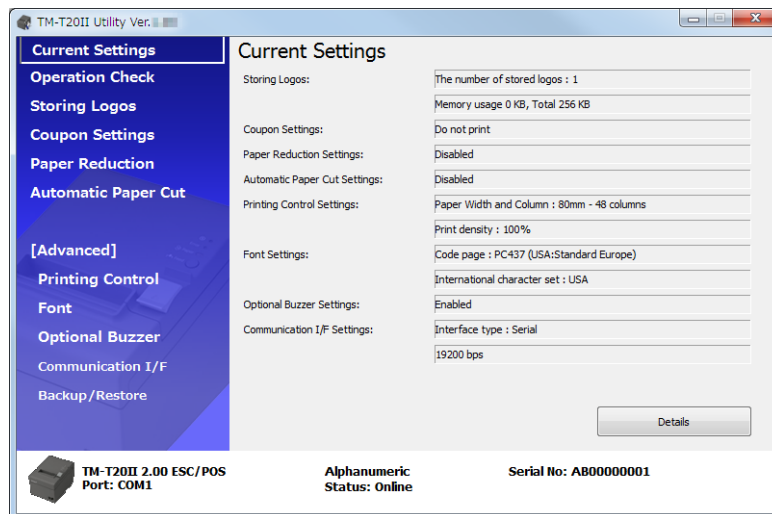 TM-T20II Utility Ver.
Current Settings
Operation Check
Storing Logos
Coupon Settings
Paper Reduction
Automatic Paper Cut
[Advanced]
Printing Control
Font
Optional Buzzer
Communication I/F
Backup/Restore
Current Settings
Storing Logos: The number of stored logos : 1
Memory usage 0 KB, Total 256 KB
Coupon Settings: Do not print
Paper Reduction Settings: Disabled
Automatic Paper Cut Settings: Disabled
Printing Control Settings: Paper Width and Column : 80mm - 48 columns
Print density : 100%
Font Settings: Code page : PC437 (USA:Standard Europe)
International character set : USA
Optional Buzzer Settings: Enabled
Communication I/F Settings: Interface type : Serial
19200 bps
Details
TM-T20II 2.00 ESC/POS
Port: COM1
Alphanumeric
Status: Online
Serial No: AB00000001